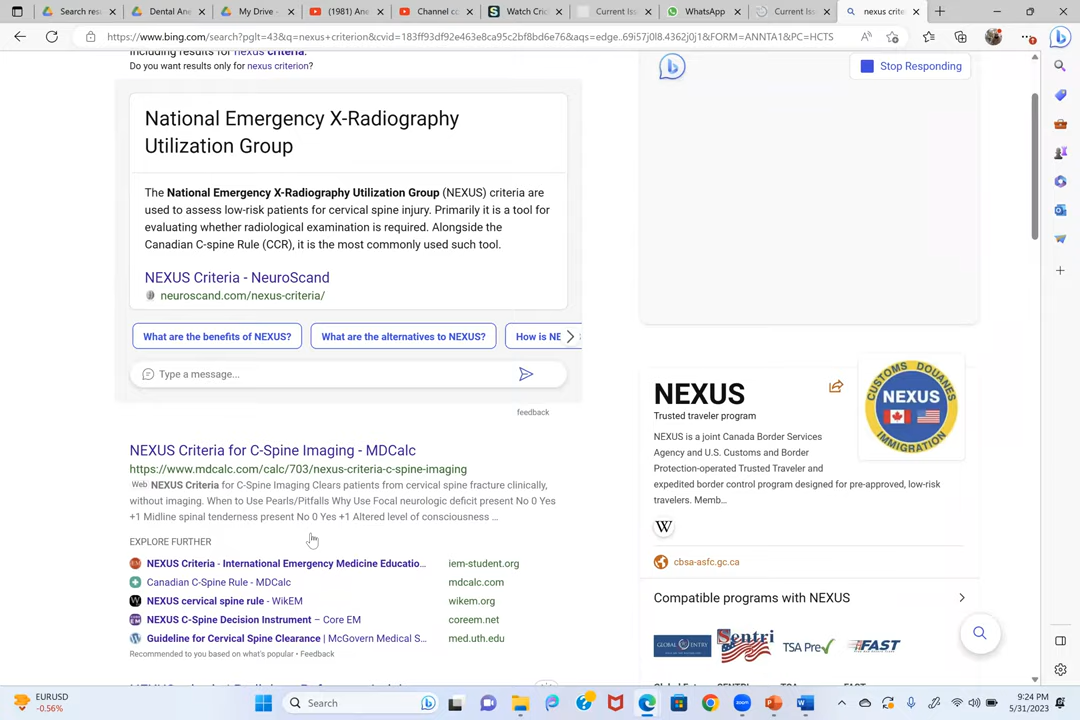 Search resu
Dental Ane
My Drive -
(1981) Ane
Channel co
Watch Cric
Current Iss
WhatsApp
Current Iss
nexus crite
https://www.bing.com/search?pglt=43&q=nexus+criterion&cvid=183ff93df92e463e8ca95c2bf8bd6e76&aqs=edge..69i57j0l8.4362j0j1&FORM=ANNTA1&PC=HCTS
Including results for nexus criteria.
Do you want results only for nexus criterion?
Stop Responding
National Emergency X-Radiography
Utilization Group
The National Emergency X-Radiography Utilization Group (NEXUS) criteria are
used to assess low-risk patients for cervical spine injury. Primarily it is a tool for
evaluating whether radiological examination is required. Alongside the
Canadian C-spine Rule (CCR), it is the most commonly used such tool.
NEXUS Criteria - NeuroScand
neuroscand.com/nexus-criteria/
What are the benefits of NEXUS?
What are the alternatives to NEXUS?
How is NE
Type a message...
feedback
NEXUS Criteria for C-Spine Imaging - MDCalc
https://www.mdcalc.com/calc/703/nexus-criteria-c-spine-imaging
Web NEXUS Criteria for C-Spine Imaging Clears patients from cervical spine fracture clinically,
without imaging. When to Use Pearls/Pitfalls Why Use Focal neurologic deficit present No 0 Yes
+1 Midline spinal tenderness present No 0 Yes +1 Altered level of consciousness ...
EXPLORE FURTHER
NEXUS Criteria - International Emergency Medicine Educatio...
iem-student.org
Canadian C-Spine Rule - MDCalc
mdcalc.com
NEXUS cervical spine rule - WikEM
wikem.org
NEXUS C-Spine Decision Instrument – Core EM
coreem.net
Guideline for Cervical Spine Clearance | McGovern Medical S...
med.uth.edu
Recommended to you based on what's popular • Feedback
NEXUS
Trusted traveler program
NEXUS is a joint Canada Border Services
Agency and U.S. Customs and Border
Protection-operated Trusted Traveler and
expedited border control program designed for pre-approved, low-risk
travelers. Memb...
CUSTOMS DOUANES
NEXUS
IMMIGRATION
W
cbsa-asfc.gc.ca
Compatible programs with NEXUS
GLOBAL ENTRY
Sentri
TSA Pre✓
FAST
EURUSD
-0.56%
Search
9:24 PM
5/31/2023